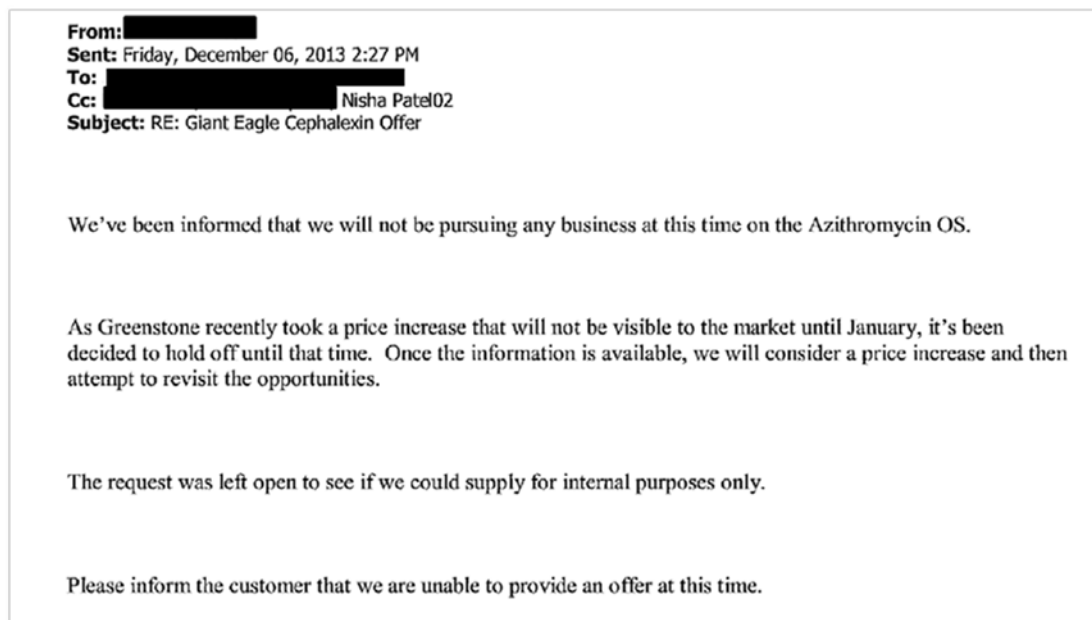 From:
Sent: Friday, December 06, 2013 2:27 PM
To:
Cc: Nisha Patel02
Subject: RE: Giant Eagle Cephalexin Offer
We've been informed that we will not be pursuing any business at this time on the Azithromycin OS.
As Greenstone recently took a price increase that will not be visible to the market until January, it's been
decided to hold off until that time. Once the information is available, we will consider a price increase and then
attempt to revisit the opportunities.
The request was left open to see if we could supply for internal purposes only.
Please inform the customer that we are unable to provide an offer at this time.